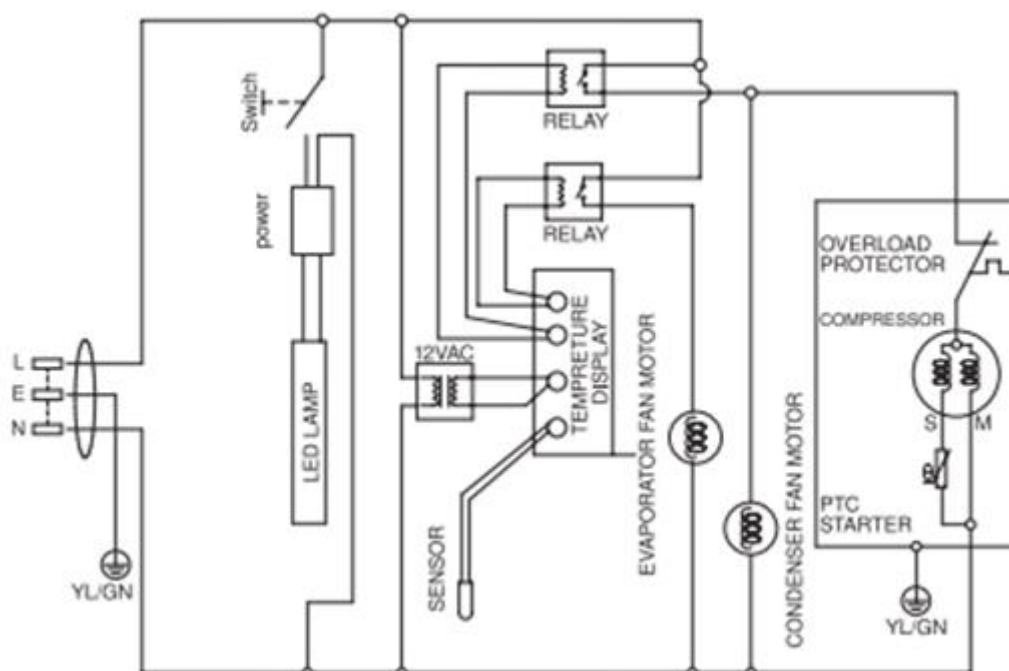 Switch
RELAY
power
RELAY
OVERLOAD
PROTECTOR
COMPRESSOR
12VAC
TEMPRETURE
DISPLAY
L
E
N
LED LAMP
EVAPORATOR FAN MOTOR
CONDENSER FAN MOTOR
S
M
PTC
STARTER
SENSOR
YL/GN
YL/GN